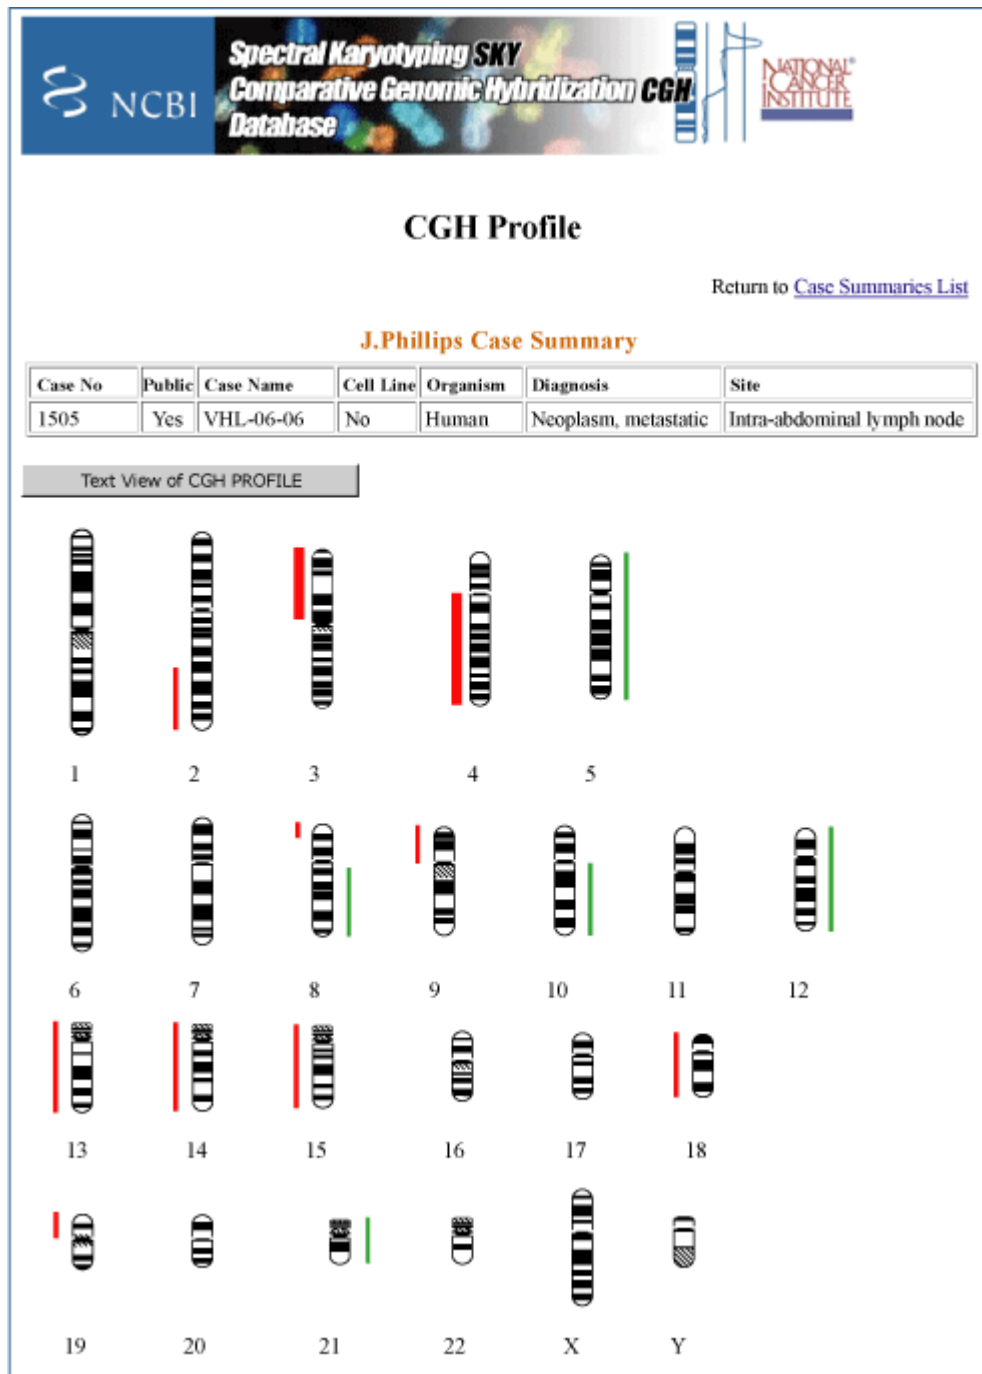 NCBI
Spectral Karyotyping SKY
Comparative Genomic Hybridization CGH
Database
NATIONAL
CANCER
INSTITUTE
CGH Profile
Return to Case Summaries List
J.Phillips Case Summary
Case No Public Case Name Cell Line Organism Diagnosis Site
1505 Yes VHL-06-06 No Human Neoplasm, metastatic Intra-abdominal lymph node
Text View of CGH PROFILE
1 2 3 4 5
6 7 8 9 10 11 12
13 14 15 16 17 18
19 20 21 22 X Y